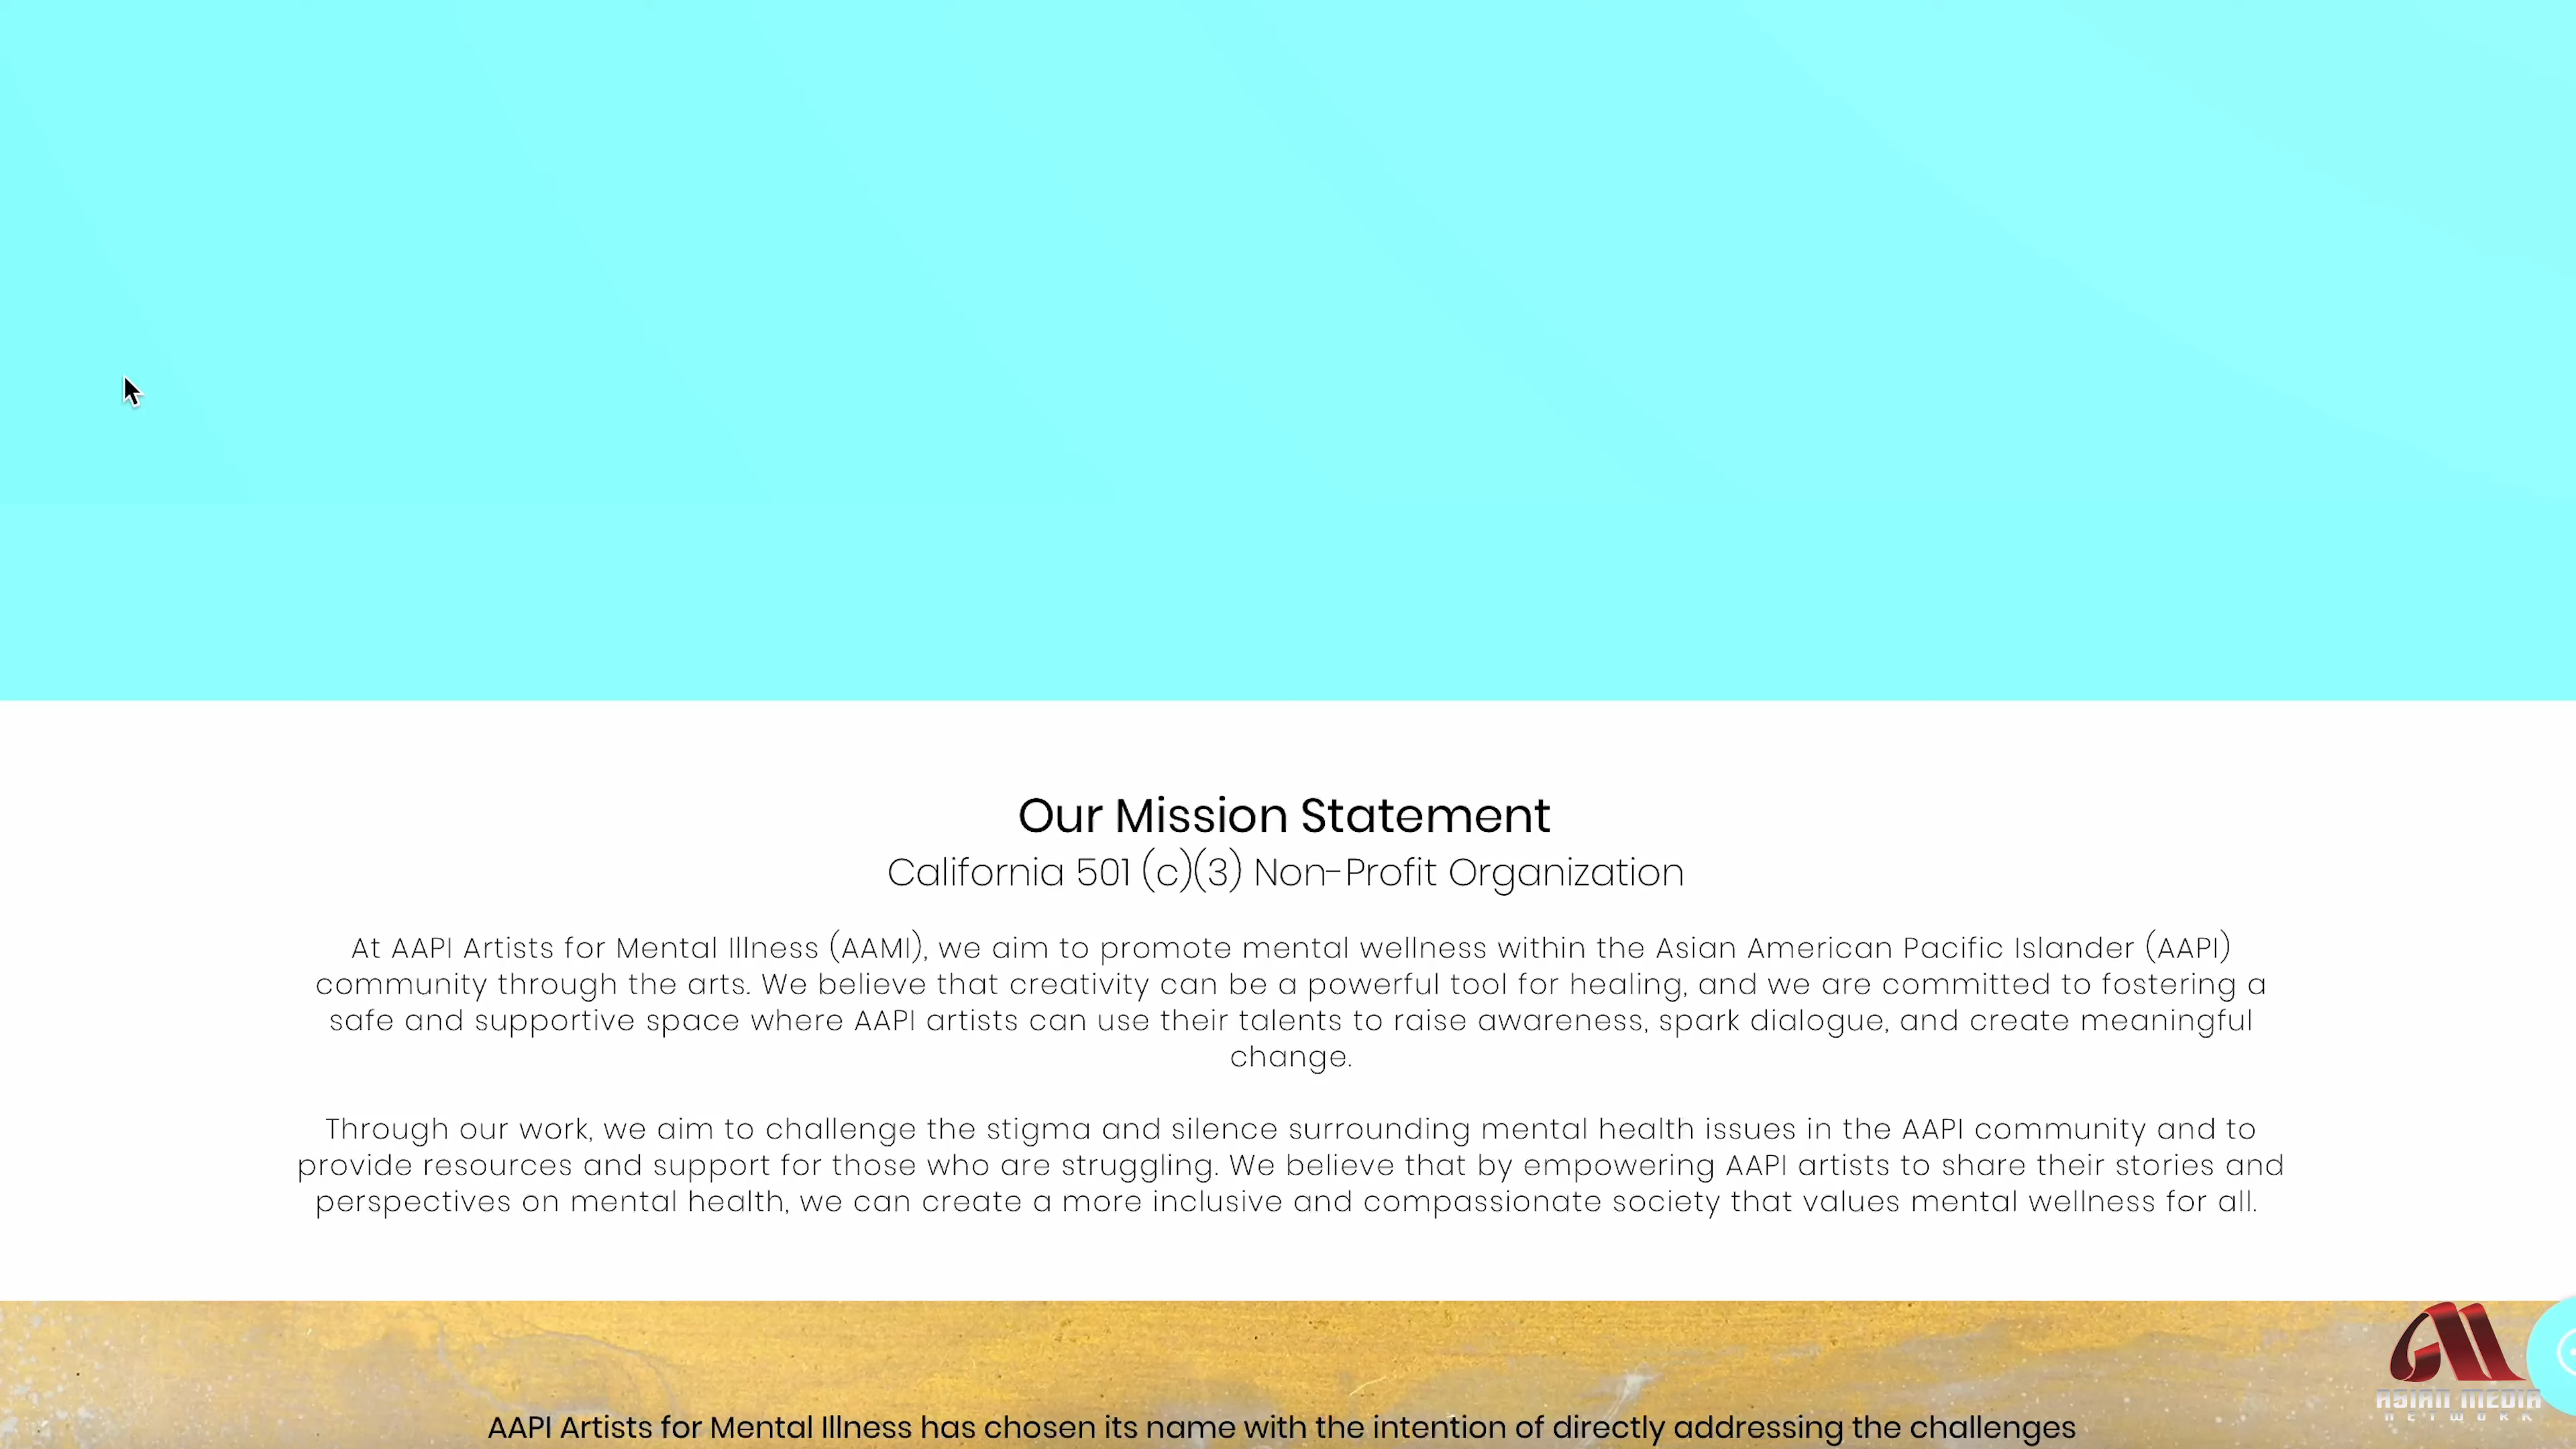 Our Mission Statement
California 501 (c)(3) Non-Profit Organization
At AAPI Artists for Mental Illness (AAMI), we aim to promote mental wellness within the Asian American Pacific Islander (AAPI)
community through the arts. We believe that creativity can be a powerful tool for healing, and we are committed to fostering a
safe and supportive space where AAPI artists can use their talents to raise awareness, spark dialogue, and create meaningful
change.
Through our work, we aim to challenge the stigma and silence surrounding mental health issues in the AAPI community and to
provide resources and support for those who are struggling. We believe that by empowering AAPI artists to share their stories and
perspectives on mental health, we can create a more inclusive and compassionate society that values mental wellness for all.
ASIAN MEDIA
NETWORK
AAPI Artists for Mental Illness has chosen its name with the intention of directly addressing the challenges